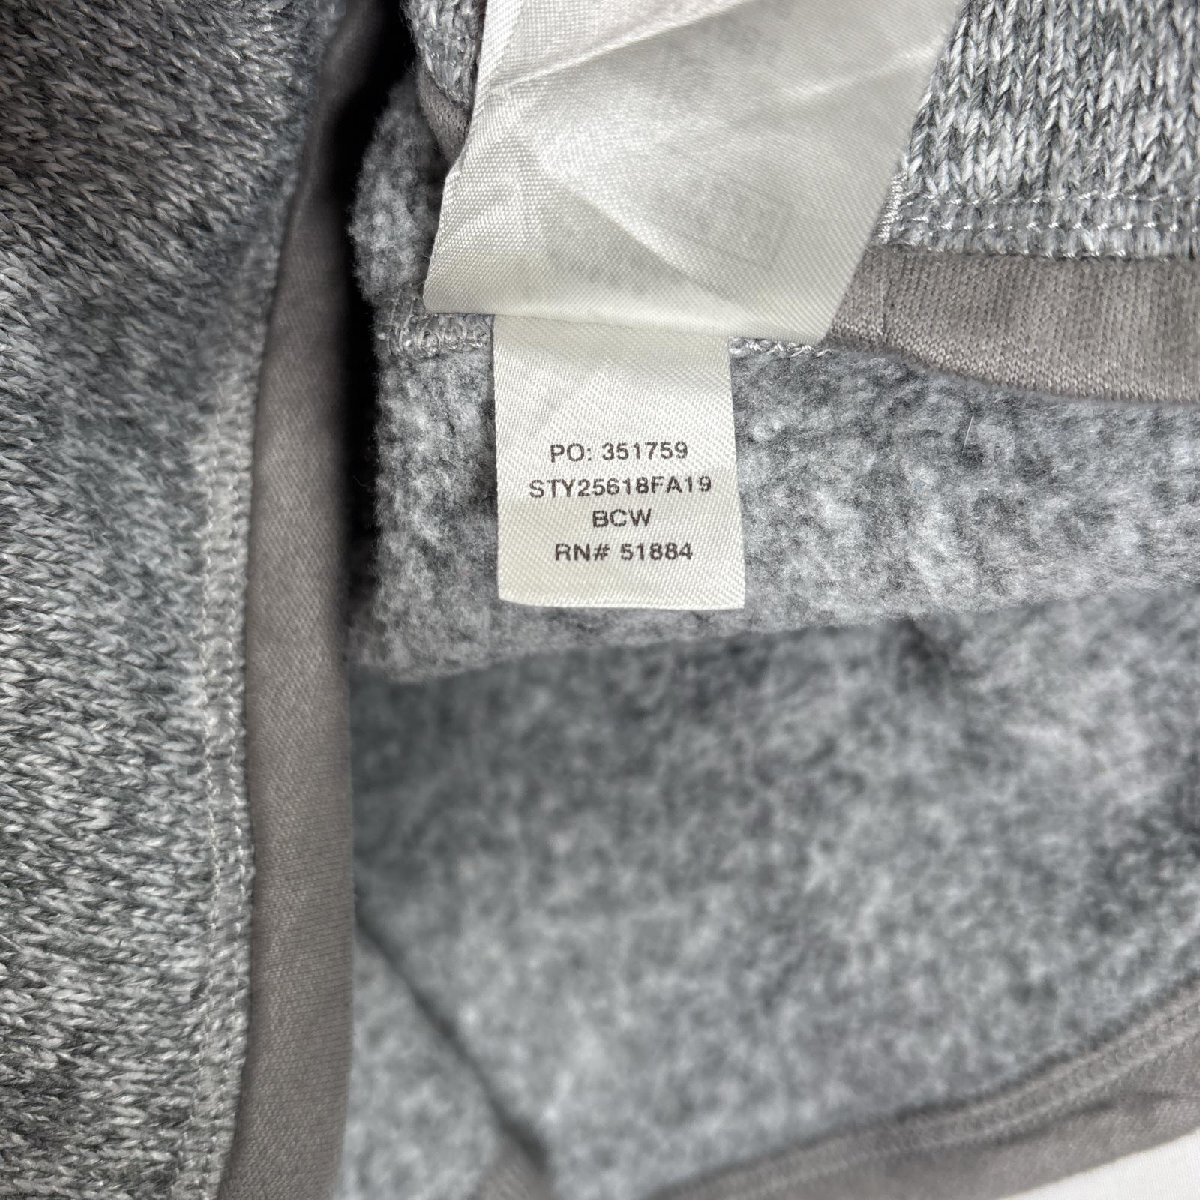 PO: 351759
STY25618FA19
BCW
RN# 51884